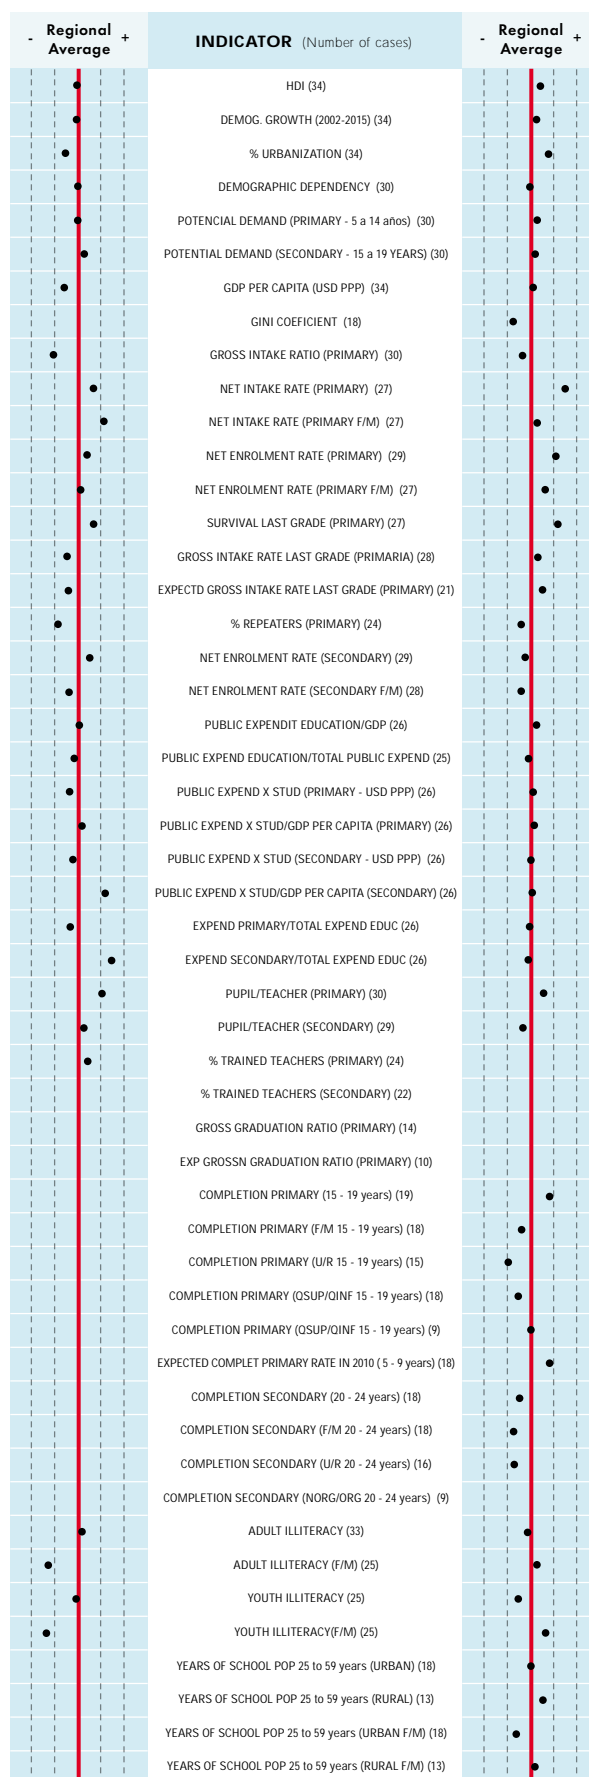 - Regional Average +
INDICATOR (Number of cases)
- Regional Average +
HDI (34)
DEMOG. GROWTH (2002-2015) (34)
% URBANIZATION (34)
DEMOGRAPHIC DEPENDENCY (30)
POTENCIAL DEMAND (PRIMARY - 5 a 14 años) (30)
POTENTIAL DEMAND (SECONDARY - 15 a 19 YEARS) (30)
GDP PER CAPITA (USD PPP) (34)
GINI COEFICIENT (18)
GROSS INTAKE RATIO (PRIMARY) (30)
NET INTAKE RATE (PRIMARY) (27)
NET INTAKE RATE (PRIMARY F/M) (27)
NET ENROLMENT RATE (PRIMARY) (29)
NET ENROLMENT RATE (PRIMARY F/M) (27)
SURVIVAL LAST GRADE (PRIMARY) (27)
GROSS INTAKE RATE LAST GRADE (PRIMARIA) (28)
EXPECTD GROSS INTAKE RATE LAST GRADE (PRIMARY) (21)
% REPEATERS (PRIMARY) (24)
NET ENROLMENT RATE (SECONDARY) (29)
NET ENROLMENT RATE (SECONDARY F/M) (28)
PUBLIC EXPENDIT EDUCATION/GDP (26)
PUBLIC EXPEND EDUCATION/TOTAL PUBLIC EXPEND (25)
PUBLIC EXPEND X STUD (PRIMARY - USD PPP) (26)
PUBLIC EXPEND X STUD/GDP PER CAPITA (PRIMARY) (26)
PUBLIC EXPEND X STUD (SECONDARY - USD PPP) (26)
PUBLIC EXPEND X STUD/GDP PER CAPITA (SECONDARY) (26)
EXPEND PRIMARY/TOTAL EXPEND EDUC (26)
EXPEND SECONDARY/TOTAL EXPEND EDUC (26)
PUPIL/TEACHER (PRIMARY) (30)
PUPIL/TEACHER (SECONDARY) (29)
% TRAINED TEACHERS (PRIMARY) (24)
% TRAINED TEACHERS (SECONDARY) (22)
GROSS GRADUATION RATIO (PRIMARY) (14)
EXP GROSSN GRADUATION RATIO (PRIMARY) (10)
COMPLETION PRIMARY (15 - 19 years) (19)
COMPLETION PRIMARY (F/M 15 - 19 years) (18)
COMPLETION PRIMARY (U/R 15 - 19 years) (15)
COMPLETION PRIMARY (QSUP/QINF 15 - 19 years) (18)
COMPLETION PRIMARY (QSUP/QINF 15 - 19 years) (9)
EXPECTED COMPLET PRIMARY RATE IN 2010 ( 5 - 9 years) (18)
COMPLETION SECONDARY (20 - 24 years) (18)
COMPLETION SECONDARY (F/M 20 - 24 years) (18)
COMPLETION SECONDARY (U/R 20 - 24 years) (16)
COMPLETION SECONDARY (NORG/ORG 20 - 24 years) (9)
ADULT ILLITERACY (33)
ADULT ILLITERACY (F/M) (25)
YOUTH ILLITERACY (25)
YOUTH ILLITERACY(F/M) (25)
YEARS OF SCHOOL POP 25 to 59 years (URBAN) (18)
YEARS OF SCHOOL POP 25 to 59 years (RURAL) (13)
YEARS OF SCHOOL POP 25 to 59 years (URBAN F/M) (18)
YEARS OF SCHOOL POP 25 to 59 years (RURAL F/M) (13)